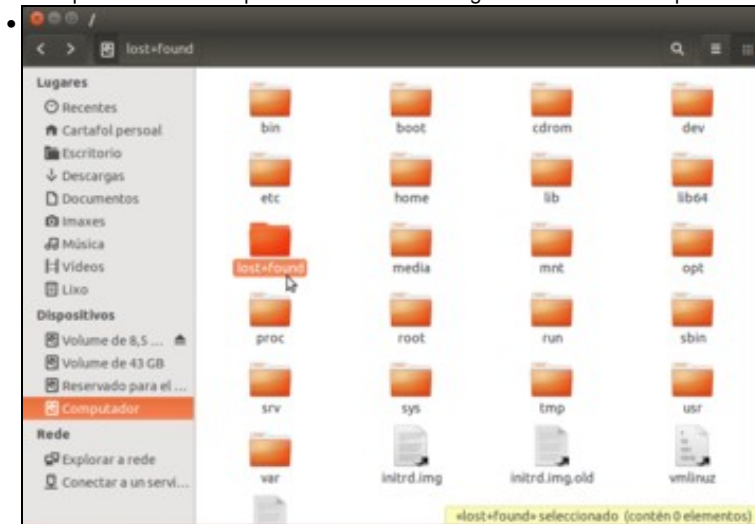 /
lost+found
Lugares
Recentes
Cartafol persoal
Escritorio
Descargas
Documentos
Imaxes
Música
Vídeos
Lixo
Dispositivos
Volume de 8,5 ...
Volume de 43 GB
Reservado para el ...
Computador
Rede
Explorar a rede
Conectar a un servi...
bin boot cdrom dev
etc home lib lib64
lost+found media mnt opt
proc root run sbin
srv sys tmp usr
var initrd.img initrd.img.old vmlinuz
«lost+found» seleccionado (contén 0 elementos)